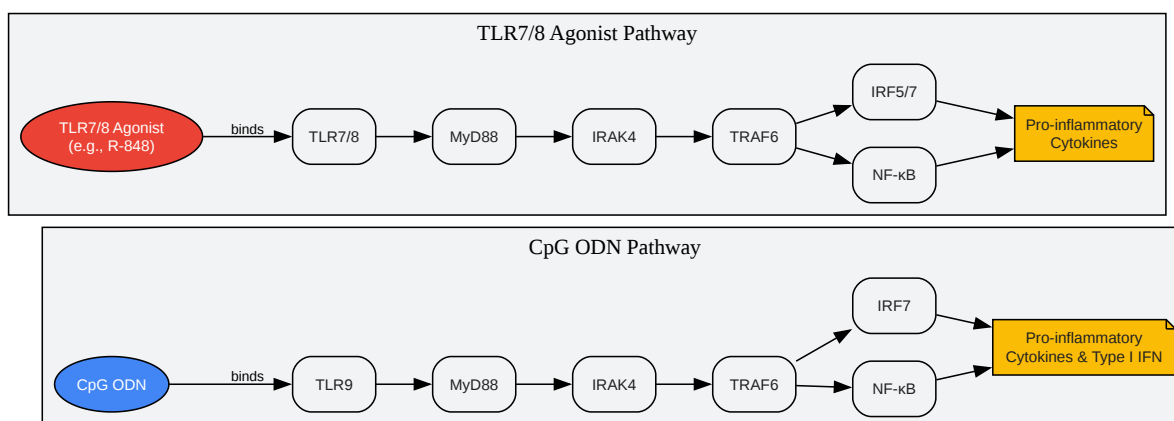 TLR7/8 Agonist Pathway
TLR7/8 Agonist
(e.g., R-848)
binds
TLR7/8
MyD88
IRAK4
TRAF6
IRF5/7
NF-κB
Pro-inflammatory
Cytokines
CpG ODN Pathway
CpG ODN
binds
TLR9
MyD88
IRAK4
TRAF6
IRF7
NF-κB
Pro-inflammatory
Cytokines & Type I IFN